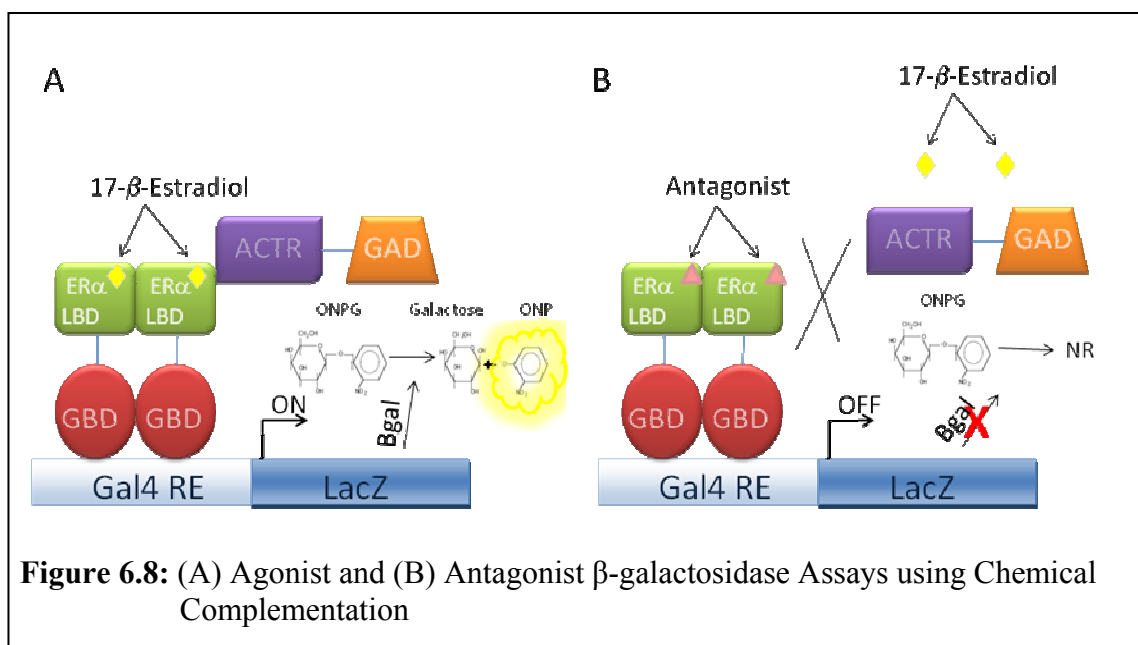 A
17-β-Estradiol
ACTR
GAD
ERα
LBD
ERα
LBD
ONPG
Galactose
ONP
GBD
GBD
ON
Bgal
Gal4 RE
LacZ
B
17-β-Estradiol
Antagonist
ACTR
GAD
ERα
LBD
ERα
LBD
ONPG
NR
GBD
GBD
OFF
Bgal
X
Gal4 RE
LacZ
Figure 6.8: (A) Agonist and (B) Antagonist β-galactosidase Assays using Chemical
Complementation